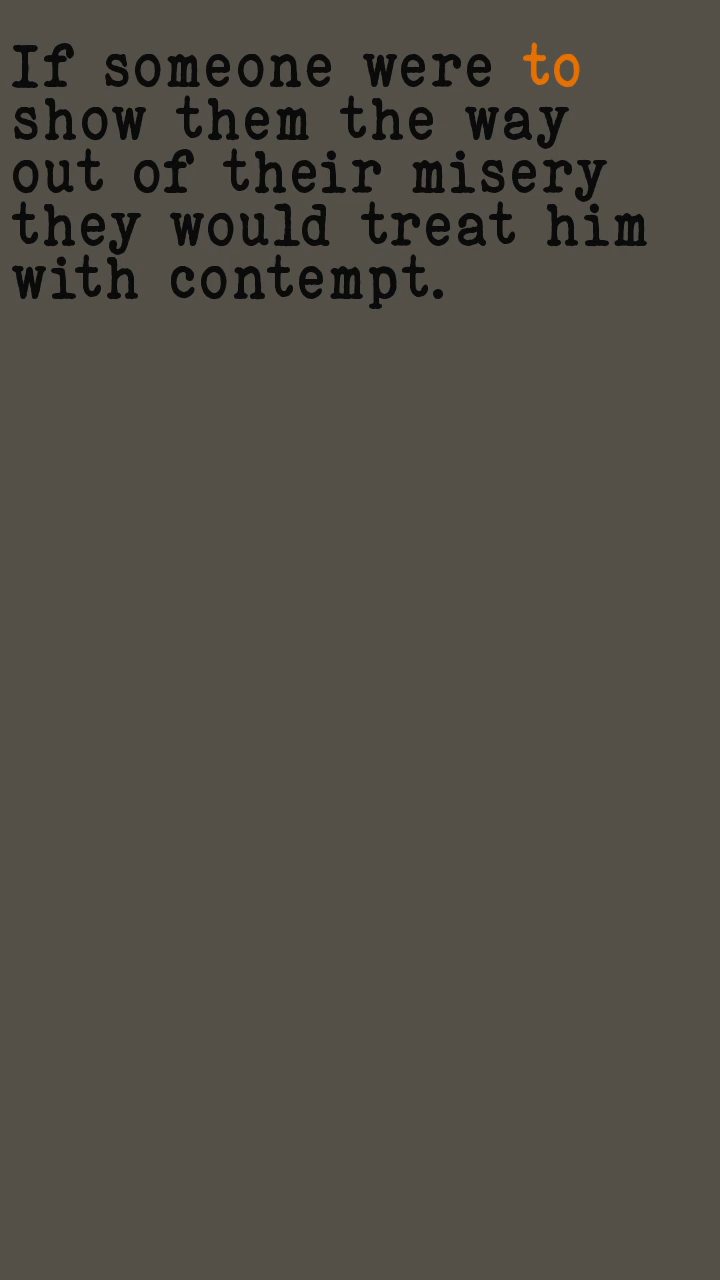 If someone were to
show them the way
out of their misery
they would treat him
with contempt.